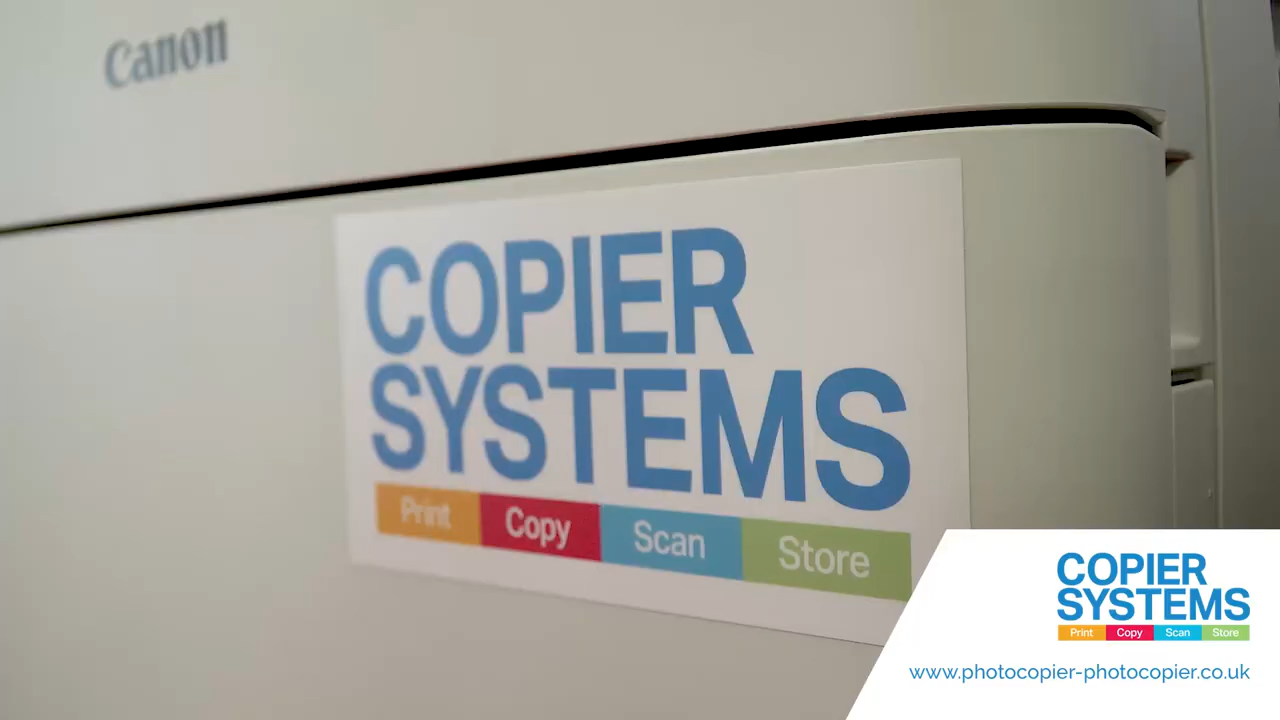 Canon
COPIER
SYSTEMS
Print Copy Scan Store
COPIER
SYSTEMS
Print Copy Scan Store
www.photocopier-photocopier.co.uk